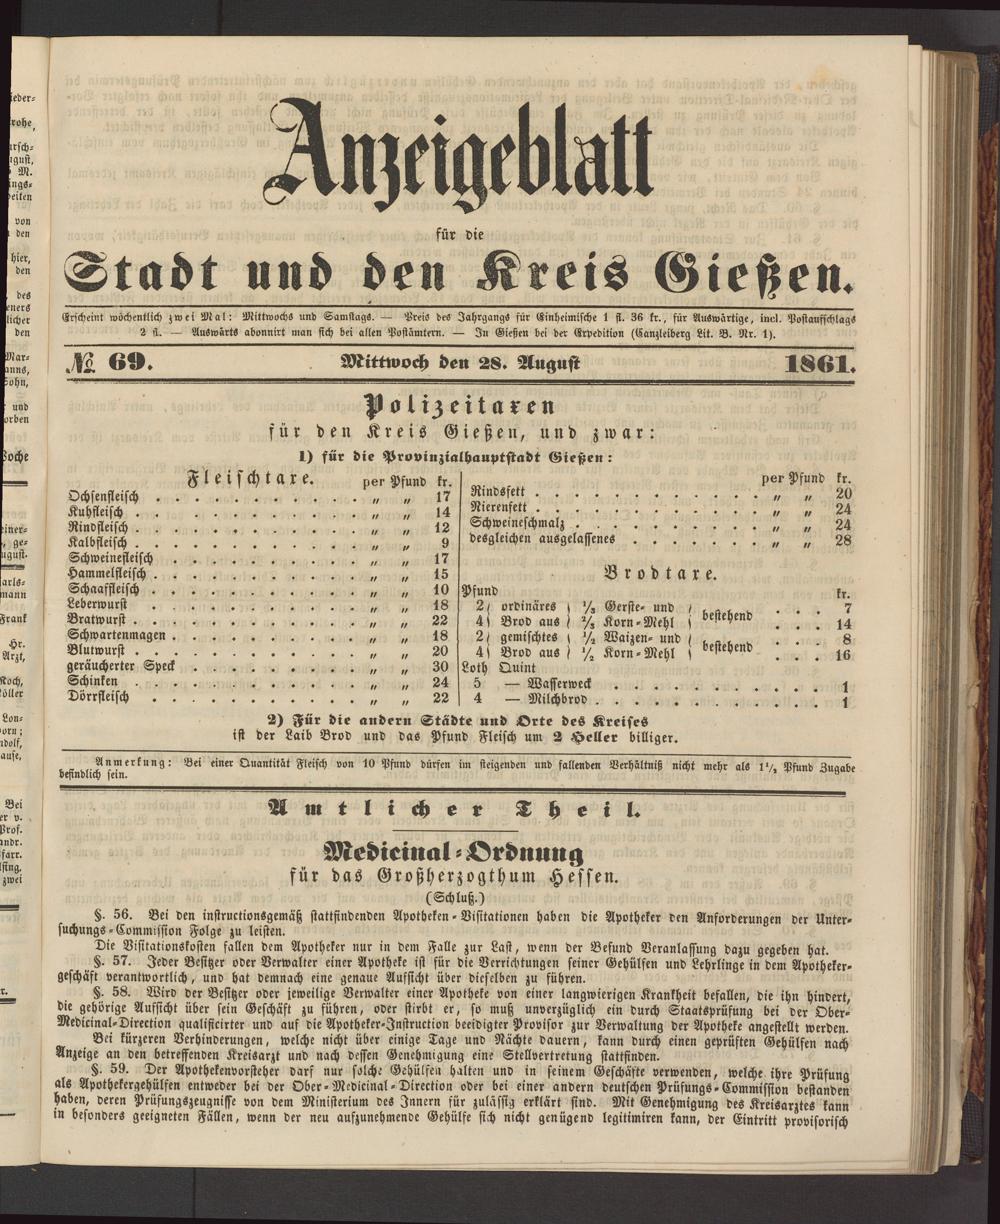 Anzeigeblatt
für die
Stadt und den Kreis Gießen.
Erscheint wöchentlich zwei Mal: Mittwochs und Samstags. — Preis des Jahrgangs für Einheimische 1 fl. 36 kr., für Auswärtige, incl. Postaufschlags
2 fl. — Auswärts abonnirt man sich bei allen Postämtern. — In Gießen bei der Expedition (Canzleiberg Lit. B. Nr. 1).
№ 69. Mittwoch den 28. August 1861.
Polizeitaxen
für den Kreis Gießen, und zwar:
1) für die Provinzialhauptstadt Gießen:
Fleischtaxe. per Pfund kr.
Ochsenfleisch . . . . . . . . . . „ „ 17
Kuhfleisch . . . . . . . . . . „ „ 14
Rindfleisch . . . . . . . . . . „ „ 12
Kalbfleisch . . . . . . . . . . „ „ 9
Schweinefleisch . . . . . . . . . „ „ 17
Hammelfleisch . . . . . . . . . . „ „ 15
Schaaffleisch . . . . . . . . . . „ „ 10
Leberwurst . . . . . . . . . . „ „ 18
Bratwurst . . . . . . . . . . „ „ 22
Schwartenmagen . . . . . . . . . „ „ 18
Blutwurst . . . . . . . . . . „ „ 20
geräucherter Speck . . . . . . . . „ „ 30
Schinken . . . . . . . . . . „ „ 24
Dörrfleisch . . . . . . . . . . „ „ 22
per Pfund kr.
Rindsfett . . . . . . . . . . „ „ 20
Nierenfett . . . . . . . . . . „ „ 24
Schweineschmalz . . . . . . . . „ „ 24
desgleichen ausgelassenes . . . . . . „ „ 28
Brodtaxe.
Pfund kr.
2) ordinäres ) 1/3 Gerste- und ) bestehend . . . 7
4) Brod aus ) 2/3 Korn-Mehl ) . . . 14
2) gemischtes ) 1/2 Waizen- und ) bestehend . . . 8
4) Brod aus ) 1/2 Korn-Mehl ) . . . 16
Loth Quint
5 — Wasserweck . . . . . . . . . 1
4 — Milchbrod . . . . . . . . . . 1
2) Für die andern Städte und Orte des Kreises
ist der Laib Brod und das Pfund Fleisch um 2 Heller billiger.
Anmerkung: Bei einer Quantität Fleisch von 10 Pfund dürfen im steigenden und fallenden Verhältniß nicht mehr als 1 1/2 Pfund Zugabe
befindlich sein.
Amtlicher Theil.
Medicinal-Ordnung
für das Großherzogthum Hessen.
(Schluß.)
§. 56. Bei den instructionsgemäß stattfindenden Apotheken-Visitationen haben die Apotheker den Anforderungen der Unter-
suchungs-Commission Folge zu leisten.
Die Visitationskosten fallen dem Apotheker nur in dem Falle zur Last, wenn der Befund Veranlassung dazu gegeben hat.
§. 57. Jeder Besitzer oder Verwalter einer Apotheke ist für die Verrichtungen seiner Gehülfen und Lehrlinge in dem Apotheker-
geschäft verantwortlich, und hat demnach eine genaue Aufsicht über dieselben zu führen.
§. 58. Wird der Besitzer oder jeweilige Verwalter einer Apotheke von einer langwierigen Krankheit befallen, die ihn hindert,
die gehörige Aufsicht über sein Geschäft zu führen, oder stirbt er, so muß unverzüglich ein durch Staatsprüfung bei der Ober-
Medicinal-Direction qualificirter und auf die Apotheker-Instruction beeidigter Provisor zur Verwaltung der Apotheke angestellt werden.
Bei kürzeren Verhinderungen, welche nicht über einige Tage und Nächte dauern, kann durch einen geprüften Gehülfen nach
Anzeige an den betreffenden Kreisarzt und nach dessen Genehmigung eine Stellvertretung stattfinden.
§. 59. Der Apothekenvorsteher darf nur solche Gehülfen halten und in seinem Geschäfte verwenden, welche ihre Prüfung
als Apothekergehülfen entweder bei der Ober-Medicinal-Direction oder bei einer andern deutschen Prüfungs-Commission bestanden
haben, deren Prüfungszeugnisse von dem Ministerium des Innern für zulässig erklärt sind. Mit Genehmigung des Kreisarztes kann
in besonders geeigneten Fällen, wenn der neu aufzunehmende Gehülfe sich nicht genügend legitimiren kann, der Eintritt provisorisch